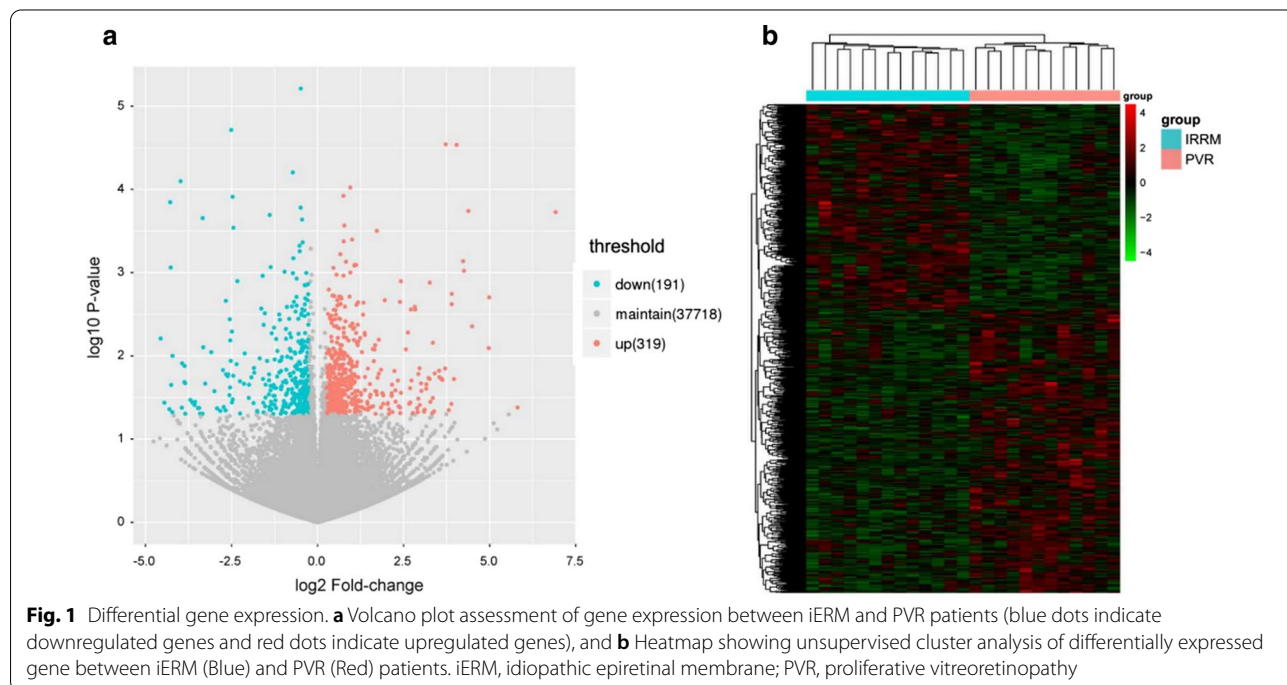 a
5
4
3
2
1
0
log10 P-value
-5.0
-2.5
0.0
2.5
5.0
7.5
log2 Fold-change
threshold
down(191)
maintain(37718)
up(319)
b
group
4
2
0
−2
−4
group
IRRM
PVR
Fig. 1 Differential gene expression. a Volcano plot assessment of gene expression between iERM and PVR patients (blue dots indicate
downregulated genes and red dots indicate upregulated genes), and b Heatmap showing unsupervised cluster analysis of differentially expressed
gene between iERM (Blue) and PVR (Red) patients. iERM, idiopathic epiretinal membrane; PVR, proliferative vitreoretinopathy